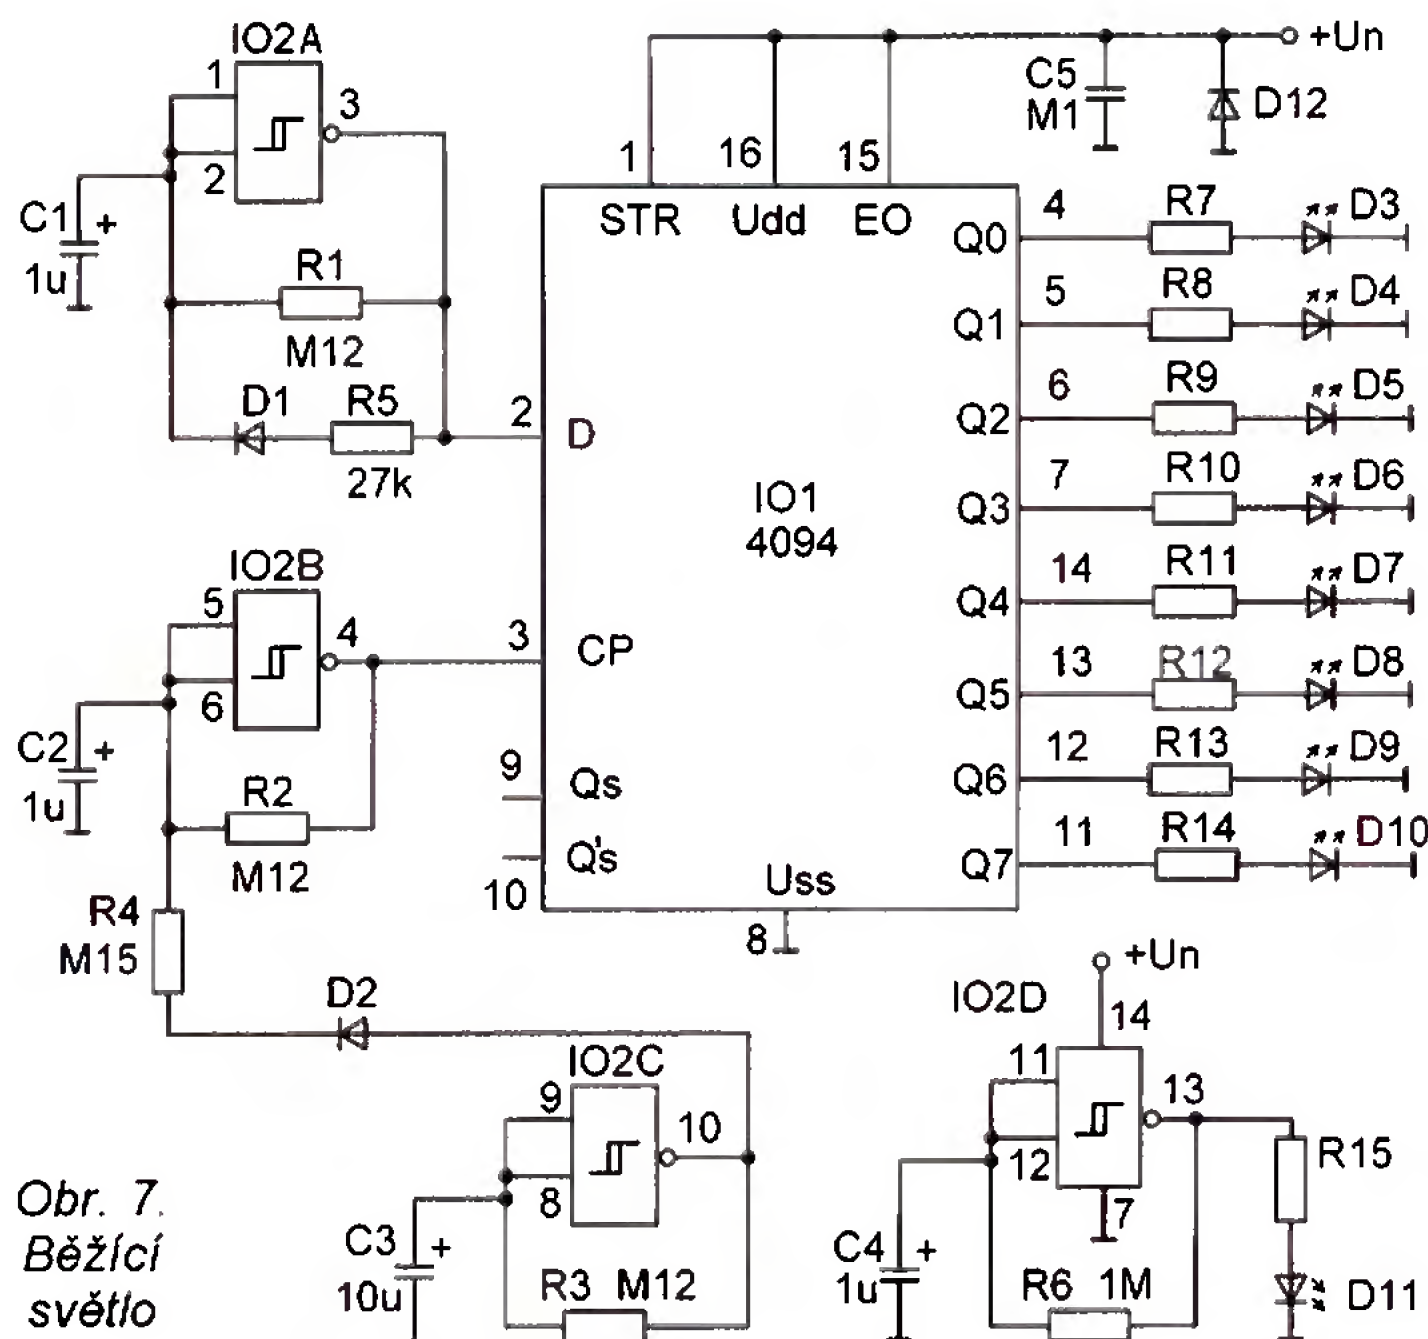 IO2A
1
3
2
C1
+
1u
R1
M12
D1
R5
27k
+Un
C5
M1
D12
1
16
15
STR
Udd
EO
2
D
IO1
4094
3
CP
9
Qs
Q's
10
Uss
8
Q0
4
R7
D3
Q1
5
R8
D4
Q2
6
R9
D5
Q3
7
R10
D6
Q4
14
R11
D7
Q5
13
R12
D8
Q6
12
R13
D9
Q7
11
R14
D10
IO2B
5
4
6
C2
+
1u
R2
M12
R4
M15
D2
IO2C
9
10
8
C3
+
10u
R3 M12
+Un
IO2D
14
11
13
12
7
R15
C4
+
1u
R6 1M
D11
Obr. 7.
Běžící
světlo